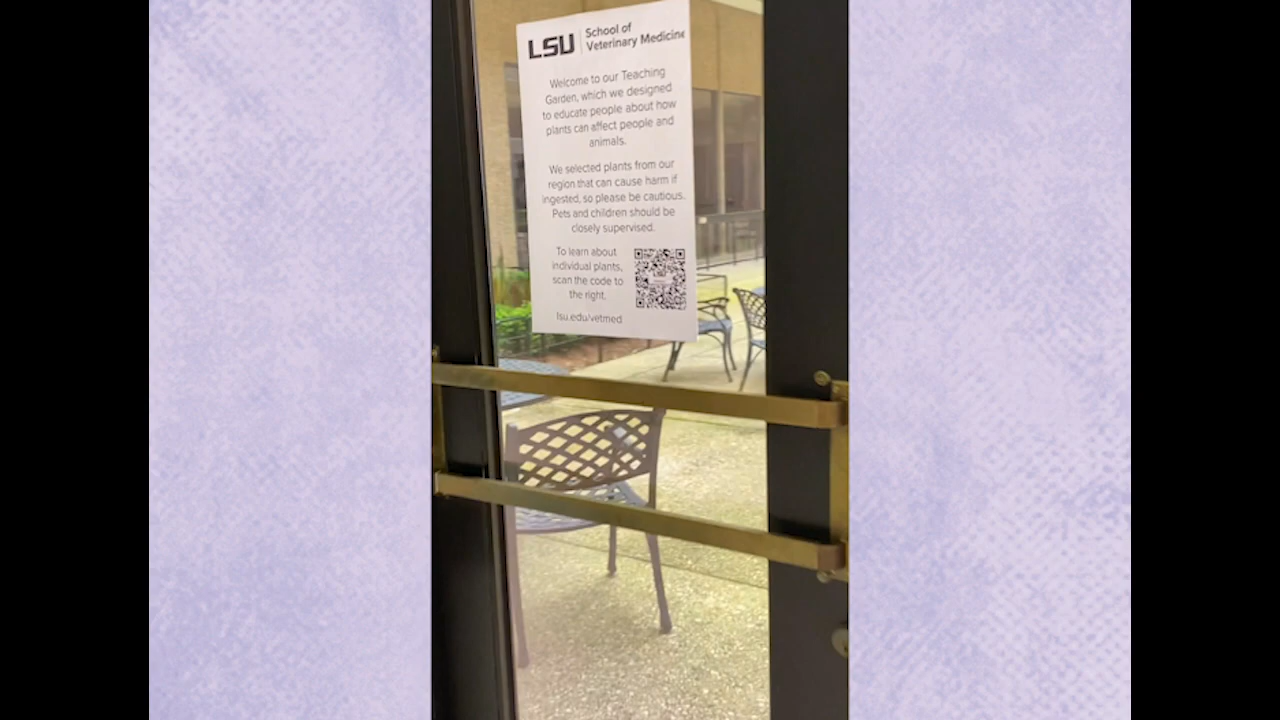 LSU
School of
Veterinary Medicine
Welcome to our Teaching
Garden, which we designed
to educate people about how
plants can affect people and
animals.
We selected plants from our
region that can cause harm if
ingested, so please be cautious.
Pets and children should be
closely supervised.
To learn about
individual plants,
scan the code to
the right.
lsu.edu/vetmed
LSU